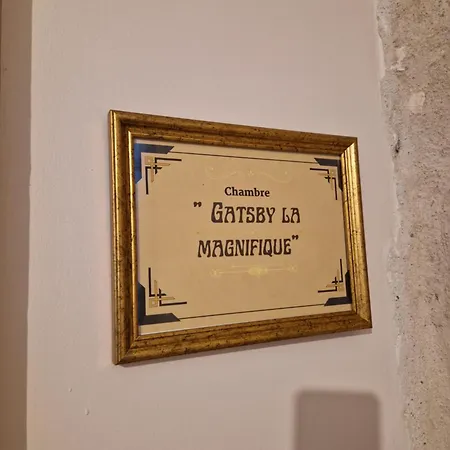 Chambre
" GATSBY LA
MAGNIFIQUE"